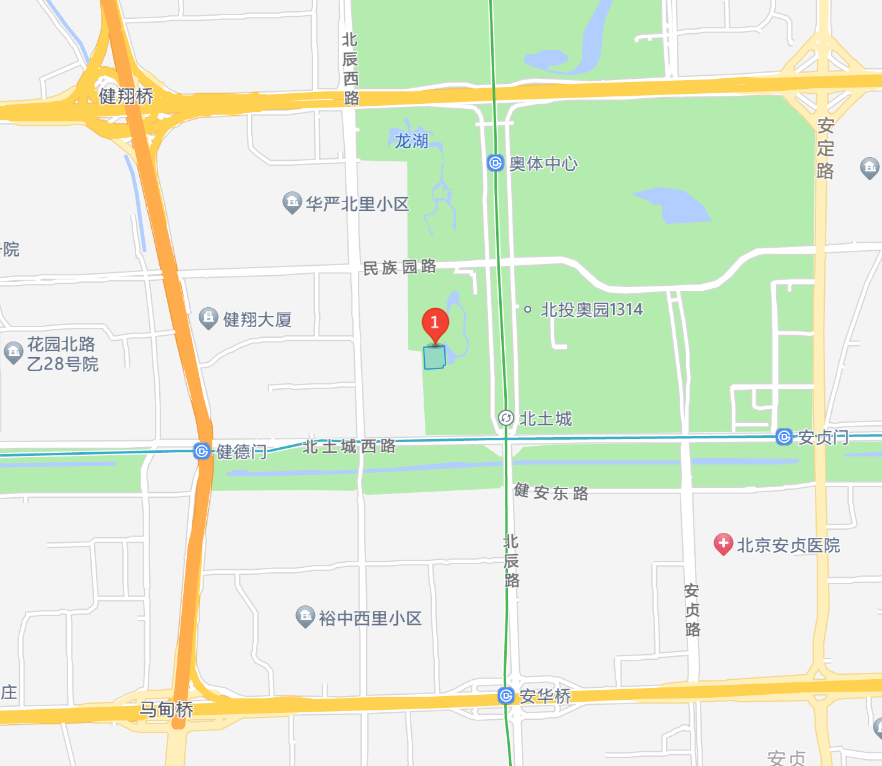 北辰西路
健翔桥
安定路
龙湖
奥体中心
华严北里小区
院
民族园路
北投奥园1314
1
健翔大厦
花园北路
乙28号院
北土城
安贞门
健德门
北土城西路
健安东路
北京安贞医院
北辰路
安贞路
裕中西里小区
庄
安华桥
马甸桥
安贞